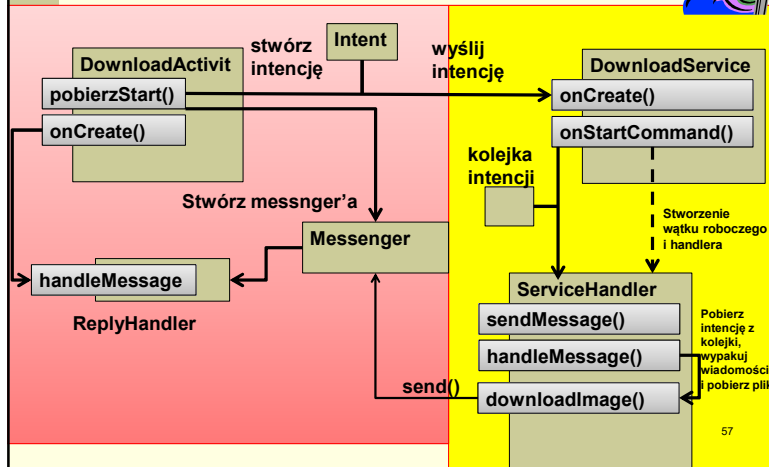 stwórz
intencję
Intent
wyślij
intencję
DownloadActivit
pobierzStart()
onCreate()
DownloadService
onCreate()
onStartCommand()
kolejka
intencji
Stwórz messnger'a
Stworzenie
wątku roboczego
i handlera
Messenger
handleMessage
ReplyHandler
ServiceHandler
sendMessage()
handleMessage()
downloadImage()
send()
Pobierz
intencję z
kolejki,
wypakuj
wiadomości
i pobierz plik
57